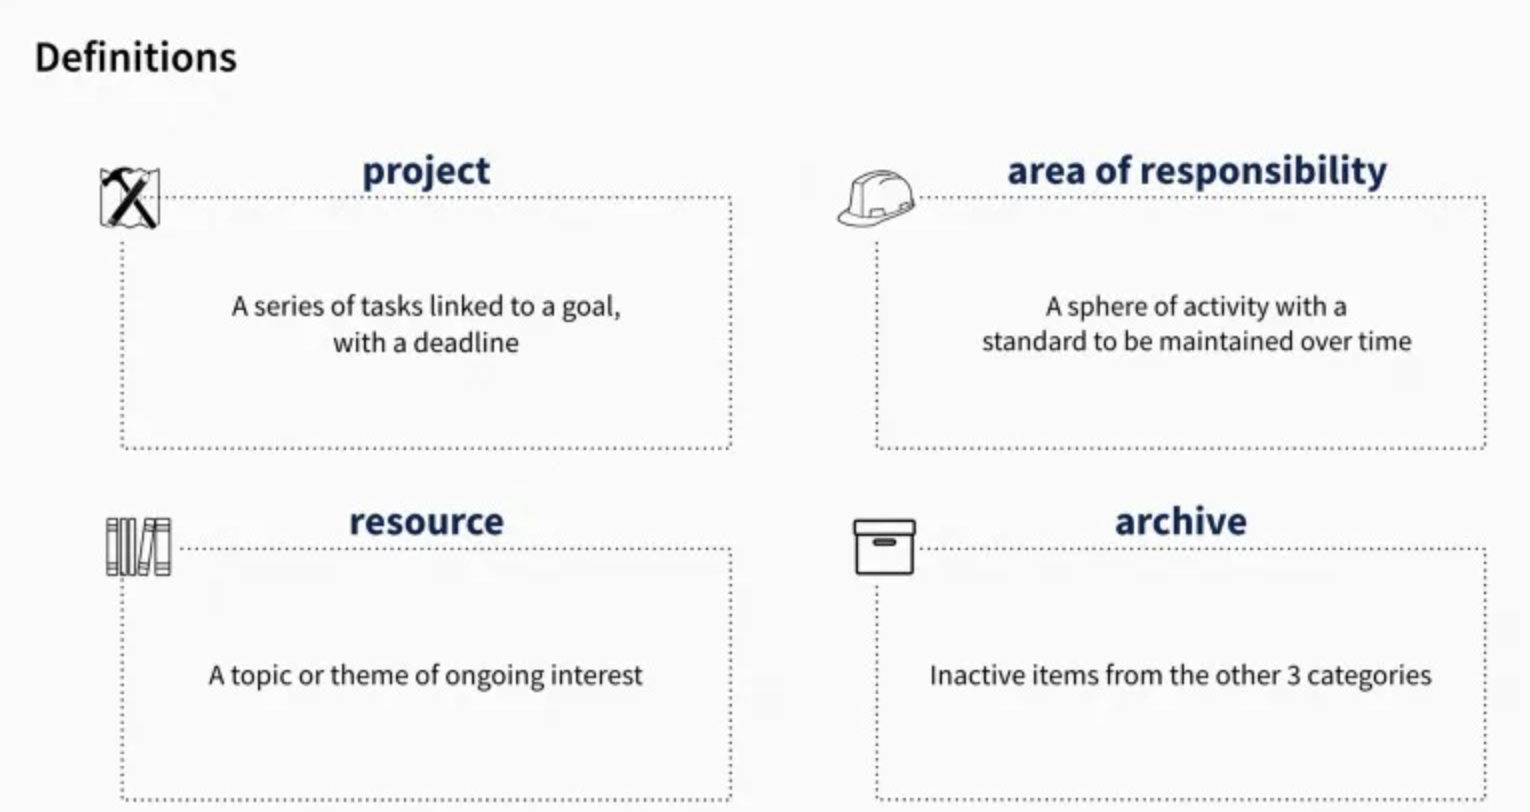 Definitions
project
A series of tasks linked to a goal,
with a deadline
area of responsibility
A sphere of activity with a
standard to be maintained over time
resource
A topic or theme of ongoing interest
archive
Inactive items from the other 3 categories